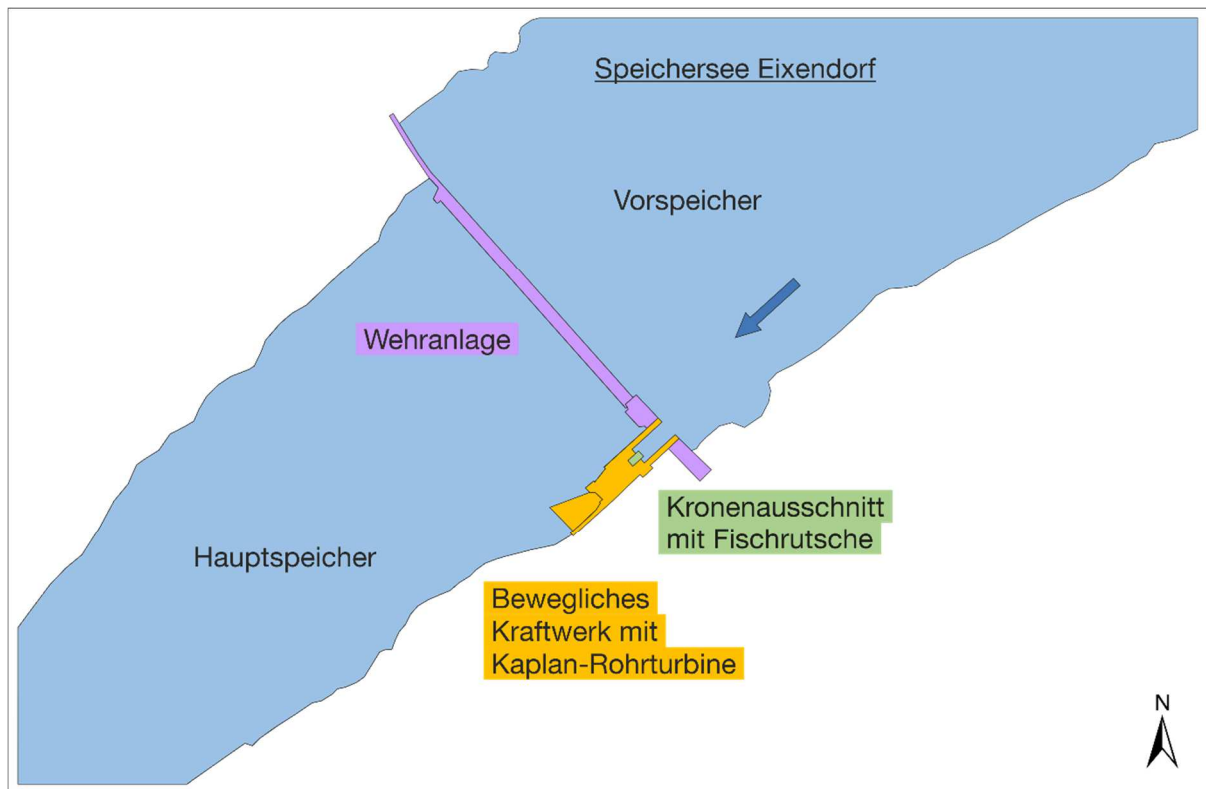 Speichersee Eixendorf
Vorspeicher
Wehranlage
Kronenausschnitt
mit Fischrutsche
Hauptspeicher
Bewegliches
Kraftwerk mit
Kaplan-Rohrturbine
N